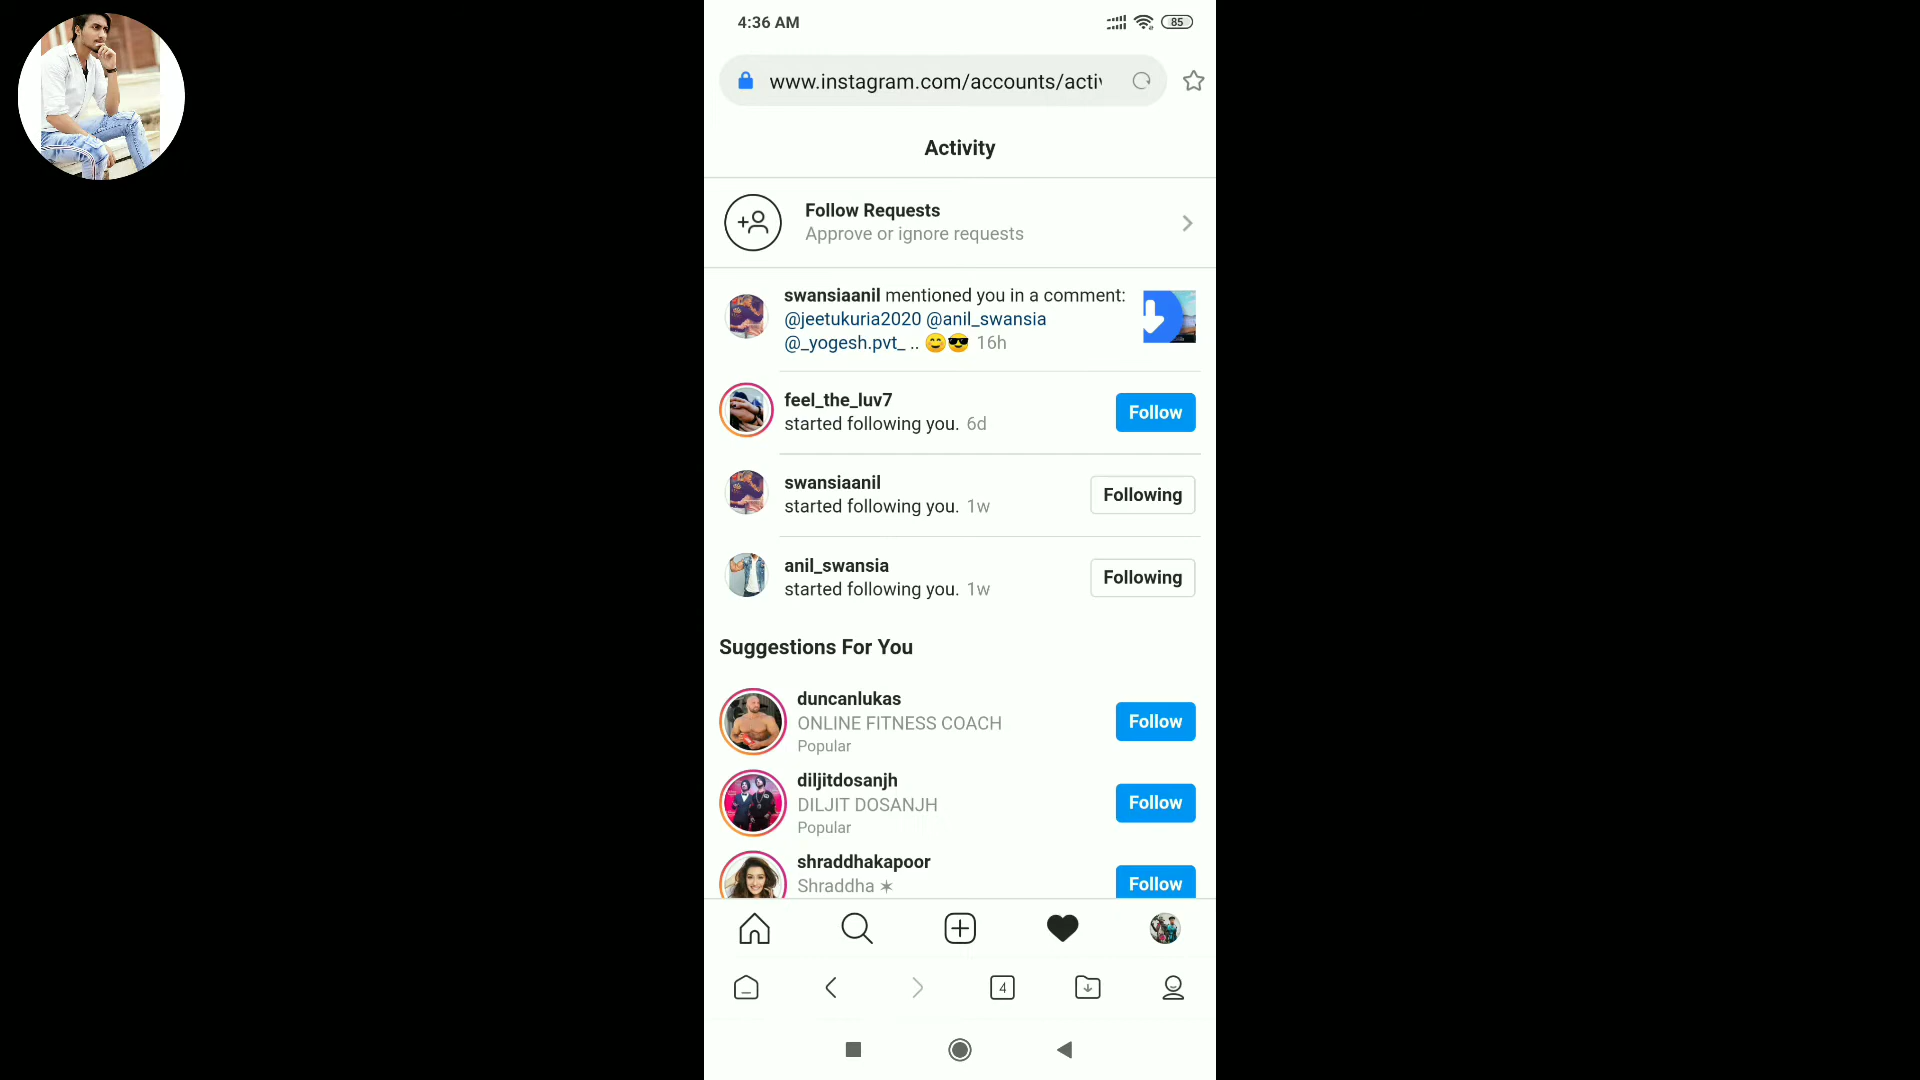 4:36 AM
85
www.instagram.com/accounts/acti
Activity
Follow Requests
Approve or ignore requests
swansiaanil mentioned you in a comment:
@jeetukuria2020 @anil_swansia
@_yogesh.pvt_ .. 😊😎 16h
feel_the_luv7
started following you. 6d
Follow
swansiaanil
started following you. 1w
Following
anil_swansia
started following you. 1w
Following
Suggestions For You
duncanlukas
ONLINE FITNESS COACH
Popular
Follow
diljitdosanjh
DILJIT DOSANJH
Popular
Follow
shraddhakapoor
Shraddha ✶
Follow
4